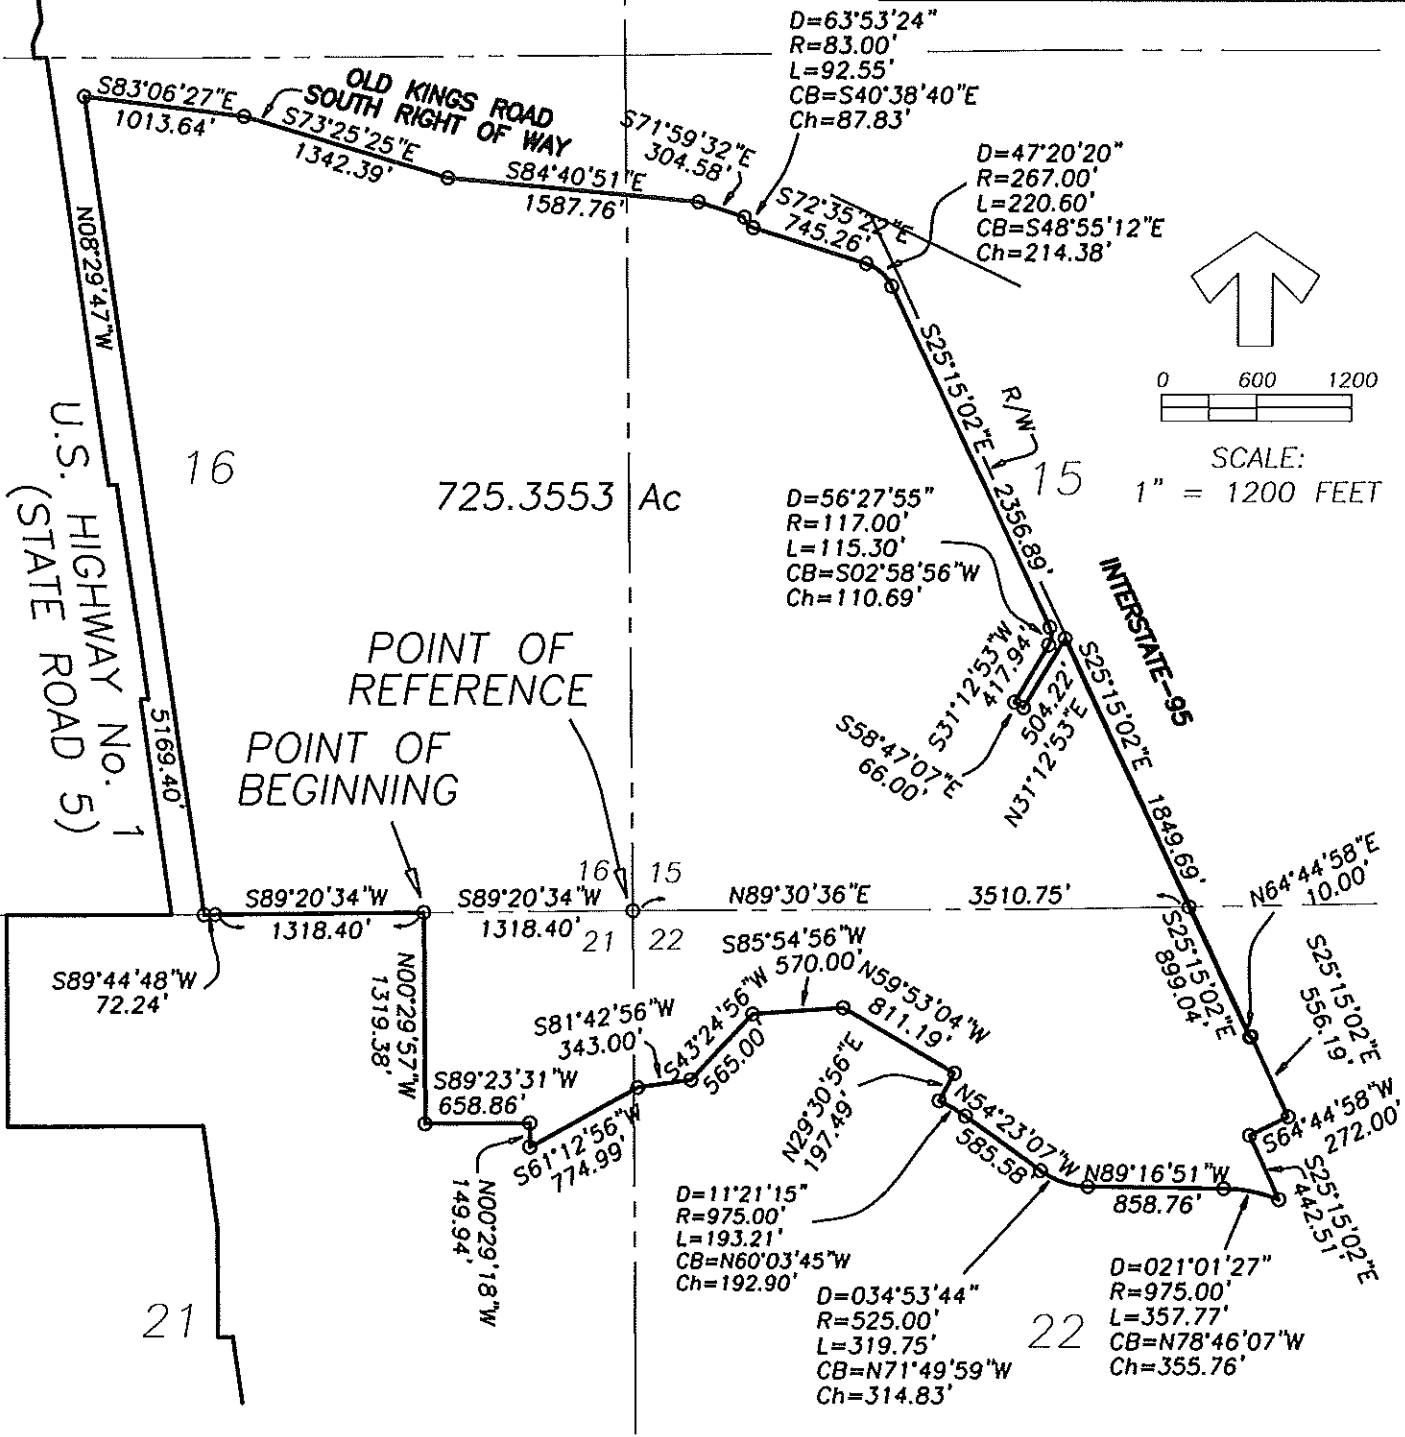 D=63°53'24"
R=83.00'
L=92.55'
CB=S40°38'40"E
Ch=87.83'
S83°06'27"E
1013.64'
OLD KINGS ROAD
SOUTH RIGHT OF WAY
S73°25'25"E
1342.39'
S84°40'51"E
1587.76'
S71°59'32"E
304.58'
S72°35'22"E
745.26'
D=47°20'20"
R=267.00'
L=220.60'
CB=S48°55'12"E
Ch=214.38'
0 600 1200
SCALE:
1" = 1200 FEET
N08°29'47"W
5169.40'
U.S. HIGHWAY No. 1
(STATE ROAD 5)
16
725.3553 Ac
15
S25°15'02"E 2356.89'
R/W
INTERSTATE-95
D=56°27'55"
R=117.00'
L=115.30'
CB=S02°58'56"W
Ch=110.69'
S31°12'53"W
417.94'
504.22'
N31°12'53"E
S58°47'07"E
66.00'
S25°15'02"E 1849.69'
POINT OF
REFERENCE
POINT OF
BEGINNING
16 15
21 22
S89°20'34"W
1318.40'
S89°20'34"W
1318.40'
N89°30'36"E 3510.75'
N64°44'58"E
10.00'
S89°44'48"W
72.24'
N00°29'57"W
1319.38'
S25°15'02"E
899.04'
S25°15'02"E
556.19'
S85°54'56"W
570.00'
N59°53'04"W
811.19'
S81°42'56"W
343.00'
S43°24'56"W
565.00'
S89°23'31"W
658.86'
S61°12'56"W
774.99'
N00°29'18"W
149.94'
N29°30'56"E
197.49'
N54°23'07"W
585.58'
N89°16'51"W
858.76'
S64°44'58"W
272.00'
S25°15'02"E
442.51'
D=11°21'15"
R=975.00'
L=193.21'
CB=N60°03'45"W
Ch=192.90'
D=034°53'44"
R=525.00'
L=319.75'
CB=N71°49'59"W
Ch=314.83'
D=021°01'27"
R=975.00'
L=357.77'
CB=N78°46'07"W
Ch=355.76'
21
22